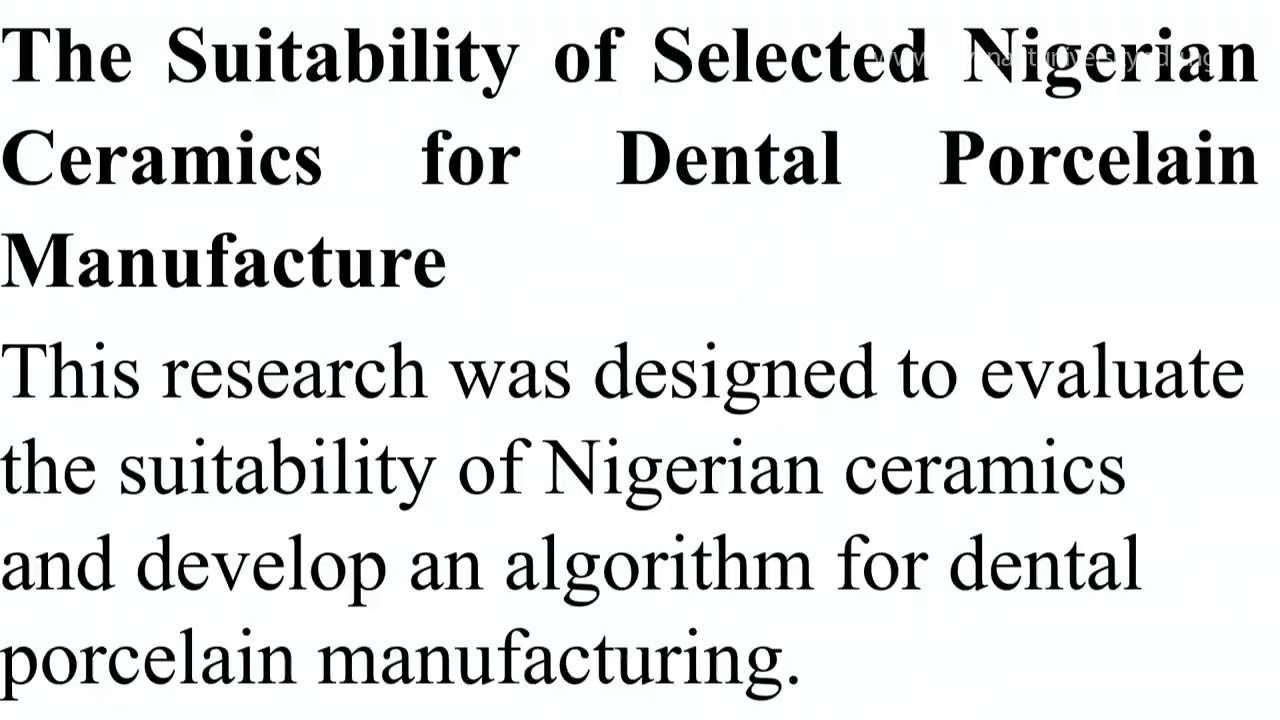 The Suitability of Selected Nigerian
Ceramics for Dental Porcelain
Manufacture
This research was designed to evaluate
the suitability of Nigerian ceramics
and develop an algorithm for dental
porcelain manufacturing.